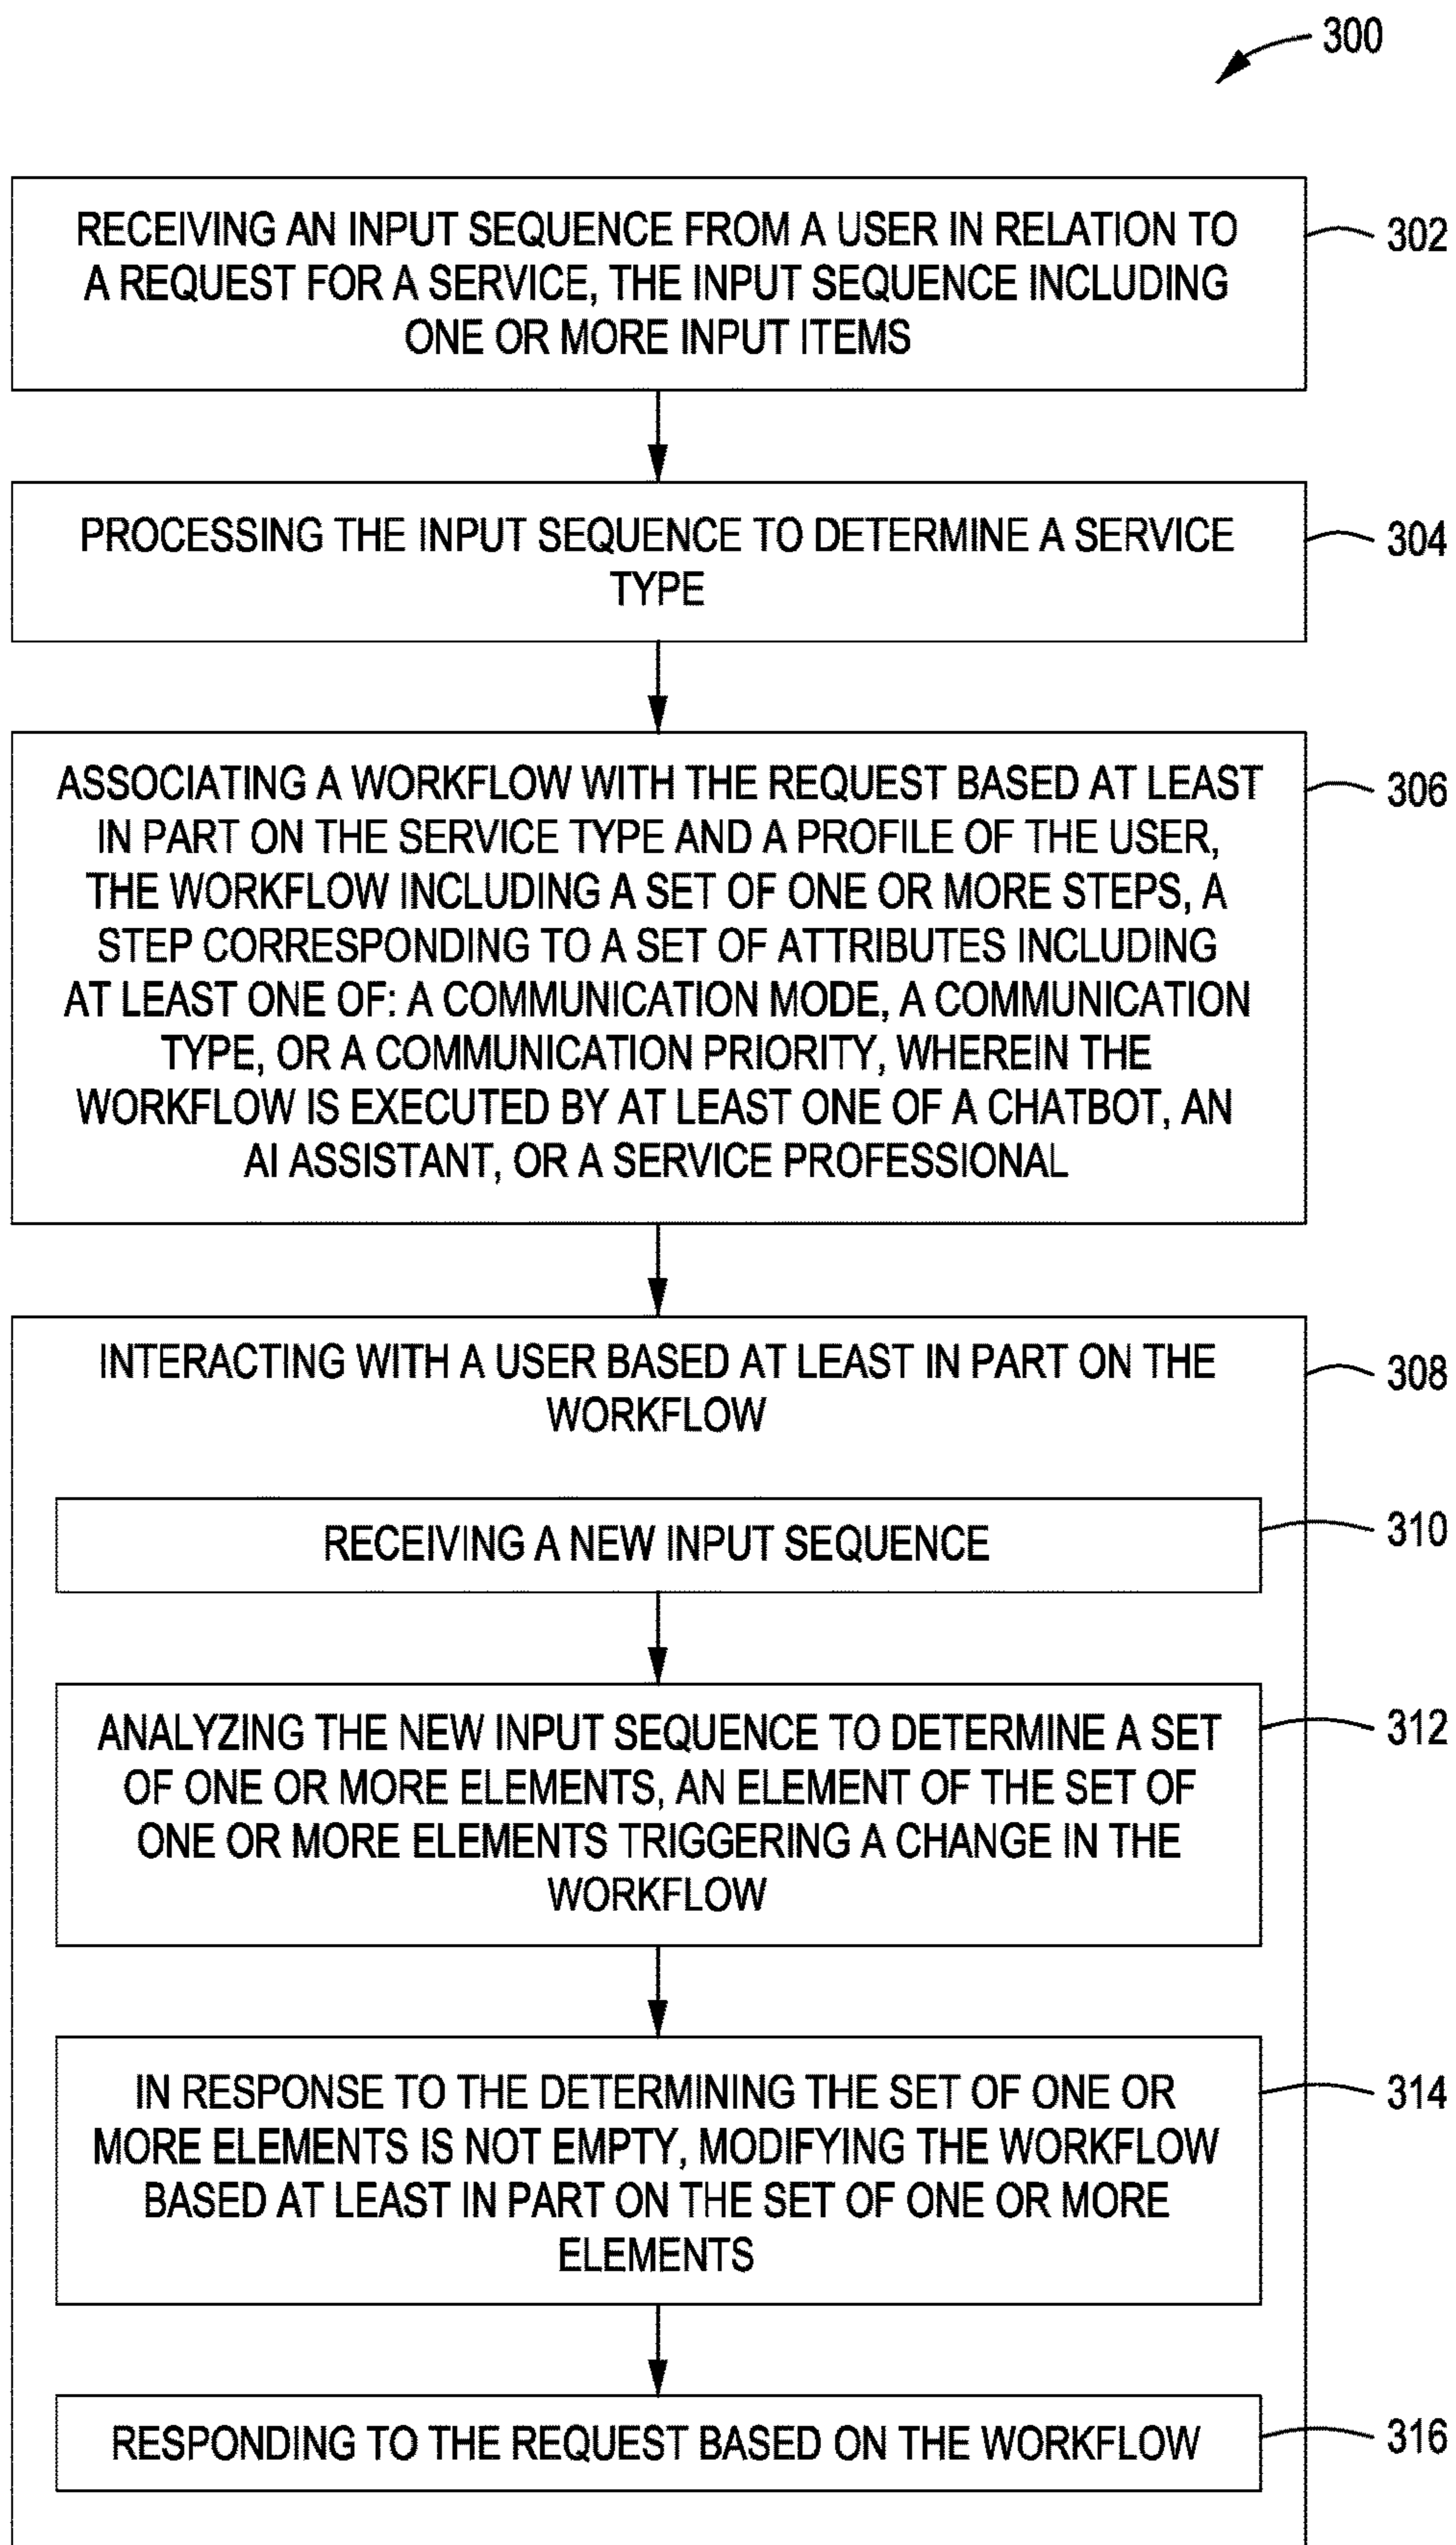 300
RECEIVING AN INPUT SEQUENCE FROM A USER IN RELATION TO
A REQUEST FOR A SERVICE, THE INPUT SEQUENCE INCLUDING
ONE OR MORE INPUT ITEMS
302
PROCESSING THE INPUT SEQUENCE TO DETERMINE A SERVICE
TYPE
304
ASSOCIATING A WORKFLOW WITH THE REQUEST BASED AT LEAST
IN PART ON THE SERVICE TYPE AND A PROFILE OF THE USER,
THE WORKFLOW INCLUDING A SET OF ONE OR MORE STEPS, A
STEP CORRESPONDING TO A SET OF ATTRIBUTES INCLUDING
AT LEAST ONE OF: A COMMUNICATION MODE, A COMMUNICATION
TYPE, OR A COMMUNICATION PRIORITY, WHEREIN THE
WORKFLOW IS EXECUTED BY AT LEAST ONE OF A CHATBOT, AN
AI ASSISTANT, OR A SERVICE PROFESSIONAL
306
INTERACTING WITH A USER BASED AT LEAST IN PART ON THE
WORKFLOW
308
RECEIVING A NEW INPUT SEQUENCE
310
ANALYZING THE NEW INPUT SEQUENCE TO DETERMINE A SET
OF ONE OR MORE ELEMENTS, AN ELEMENT OF THE SET OF
ONE OR MORE ELEMENTS TRIGGERING A CHANGE IN THE
WORKFLOW
312
IN RESPONSE TO THE DETERMINING THE SET OF ONE OR
MORE ELEMENTS IS NOT EMPTY, MODIFYING THE WORKFLOW
BASED AT LEAST IN PART ON THE SET OF ONE OR MORE
ELEMENTS
314
RESPONDING TO THE REQUEST BASED ON THE WORKFLOW
316